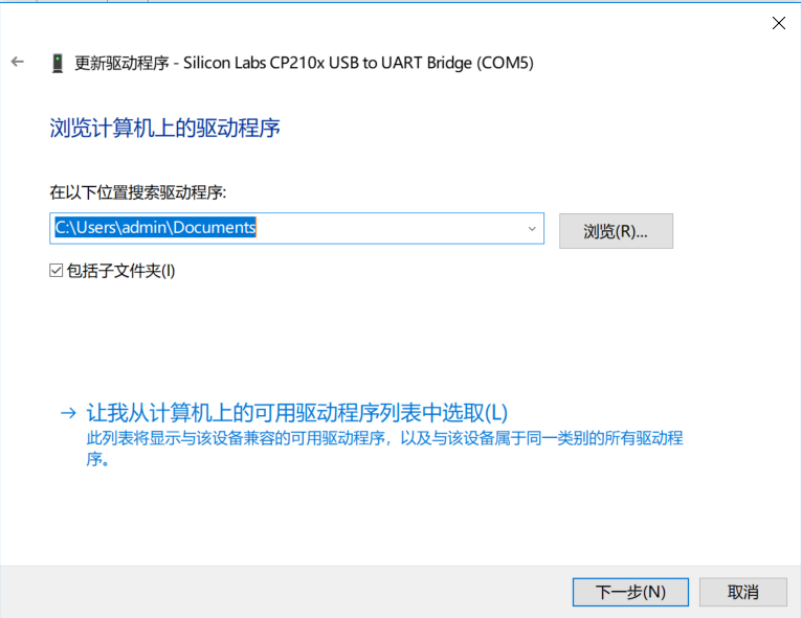 更新驱动程序 - Silicon Labs CP210x USB to UART Bridge (COM5)
浏览计算机上的驱动程序
在以下位置搜索驱动程序:
C:\Users\admin\Documents
浏览(R)...
包括子文件夹(I)
让我从计算机上的可用驱动程序列表中选取(L)
此列表将显示与该设备兼容的可用驱动程序，以及与该设备属于同一类别的所有驱动程
序。
下一步(N)
取消